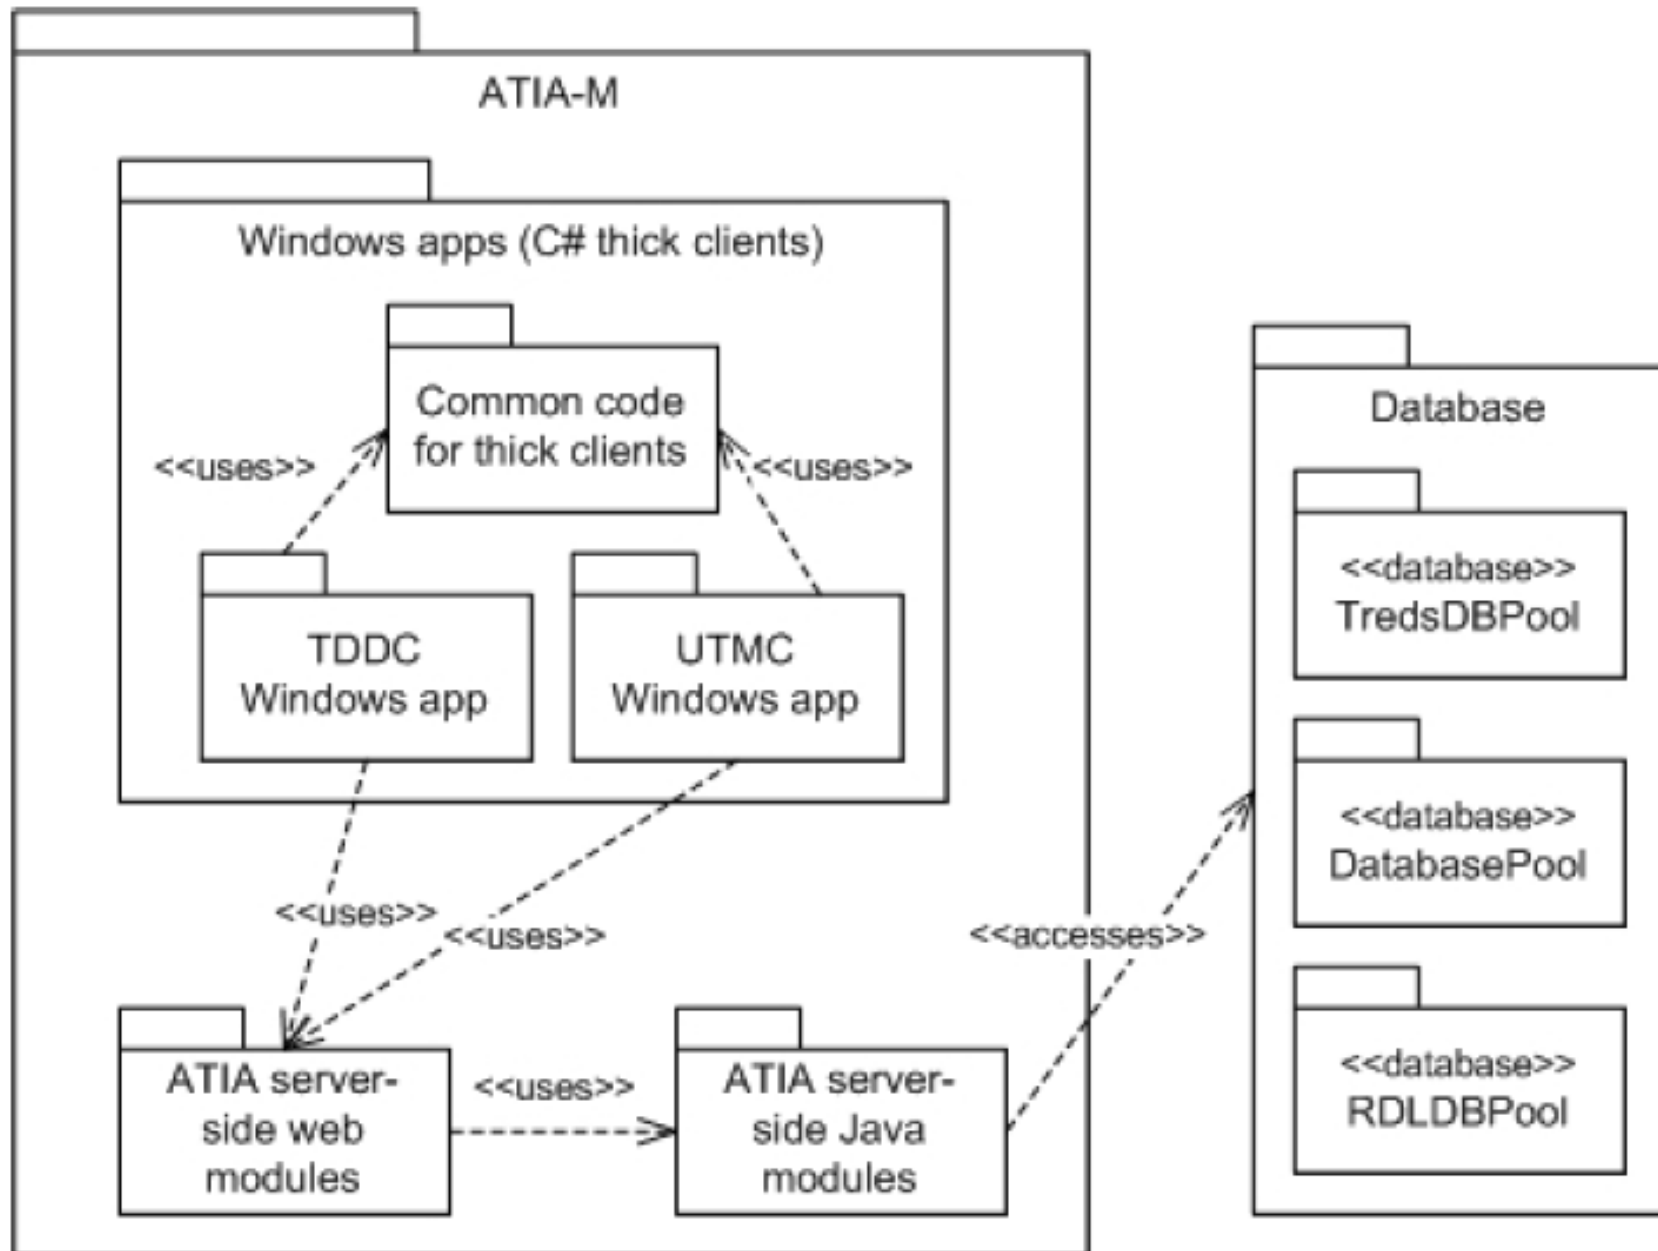 ATIA-M
Windows apps (C# thick clients)
Common code
for thick clients
<<uses>>
<<uses>>
TDDC
Windows app
UTMC
Windows app
<<uses>>
<<uses>>
ATIA server-
side web
modules
<<uses>>
ATIA server-
side Java
modules
<<accesses>>
Database
<<database>>
TredsDBPool
<<database>>
DatabasePool
<<database>>
RDLDBPool